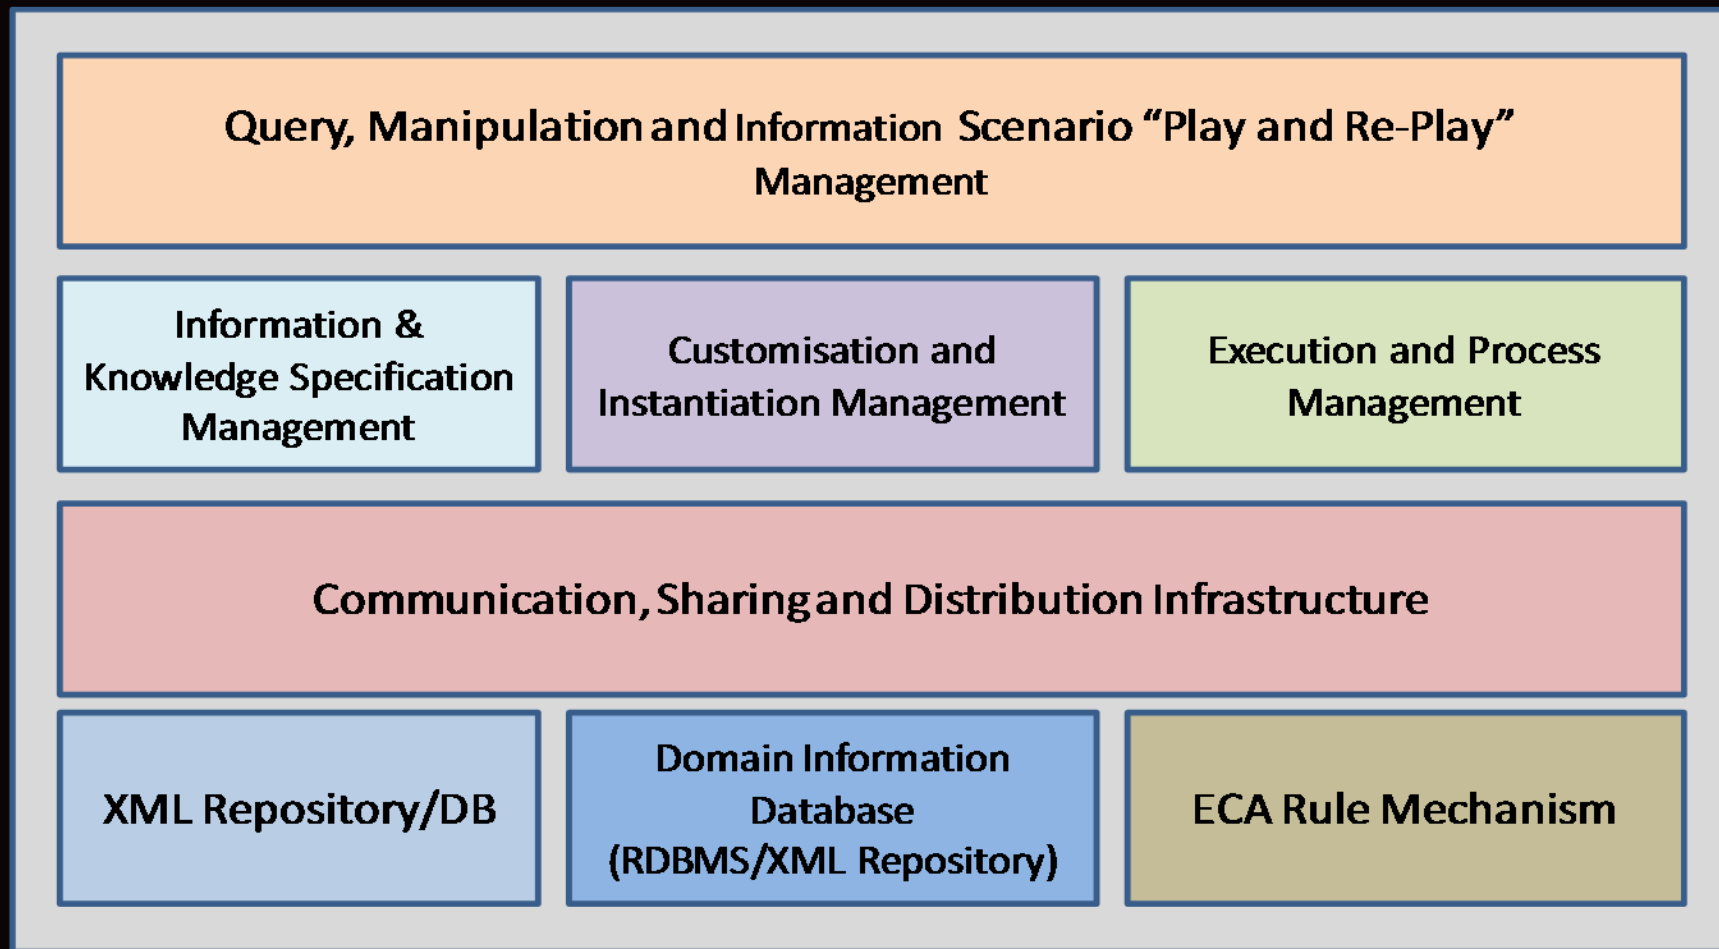 Query, Manipulation and Information Scenario “Play and Re-Play”
Management
Information &
Knowledge Specification
Management
Customisation and
Instantiation Management
Execution and Process
Management
Communication, Sharing and Distribution Infrastructure
XML Repository/DB
Domain Information
Database
(RDBMS/XML Repository)
ECA Rule Mechanism